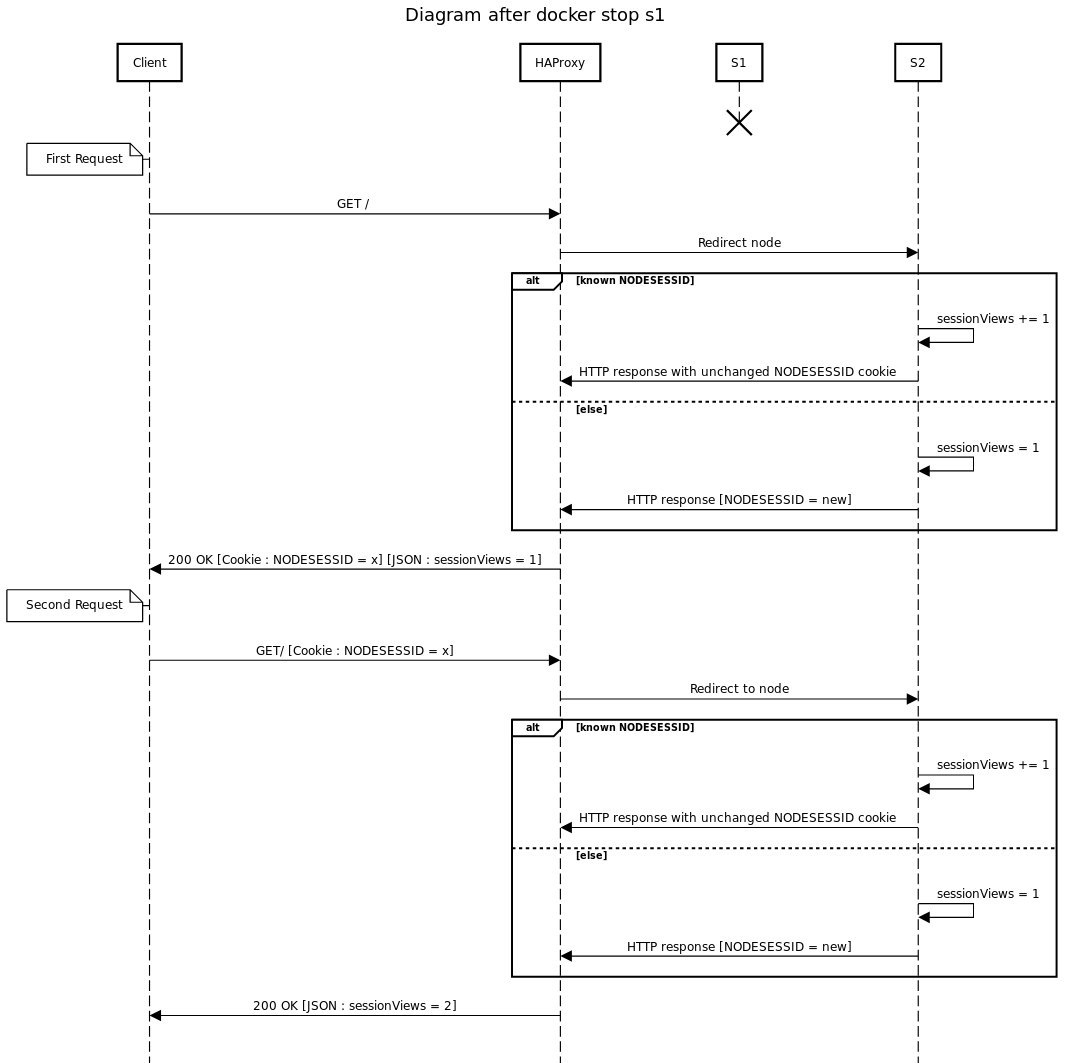 Diagram after docker stop s1
Client
HAProxy
S1
S2
First Request
GET /
Redirect node
alt
[known NODESESSID]
sessionViews += 1
HTTP response with unchanged NODESESSID cookie
[else]
sessionViews = 1
HTTP response [NODESESSID = new]
200 OK [Cookie : NODESESSID = x] [JSON : sessionViews = 1]
Second Request
GET/ [Cookie : NODESESSID = x]
Redirect to node
alt
[known NODESESSID]
sessionViews += 1
HTTP response with unchanged NODESESSID cookie
[else]
sessionViews = 1
HTTP response [NODESESSID = new]
200 OK [JSON : sessionViews = 2]